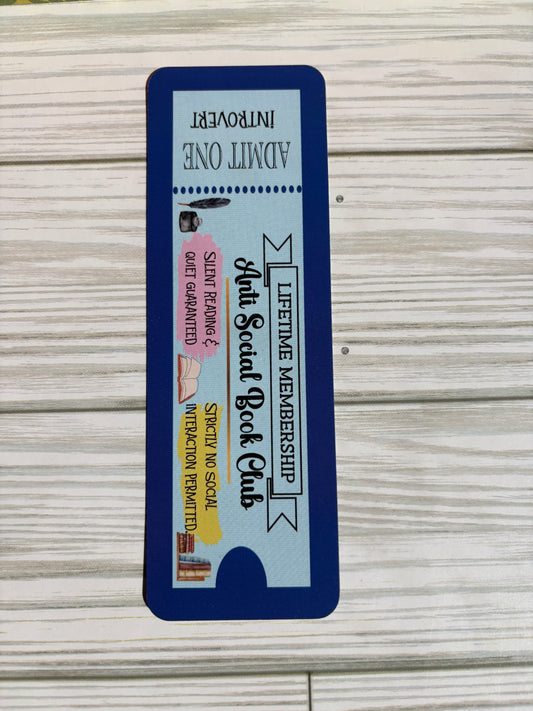 LIFETIME MEMBERSHIP
Anti Social Book Club
SILENT READING &
QUIET GUARANTEED
STRICTLY NO SOCIAL
INTERACTION PERMITTED
ADMIT ONE
INTROVERT